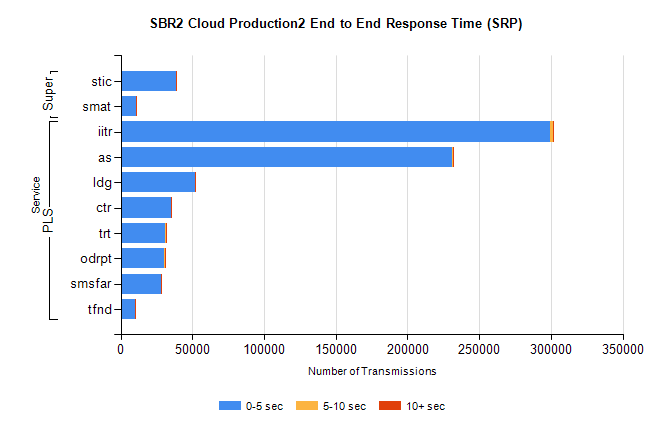 SBR2 Cloud Production2 End to End Response Time (SRP)
Super
stic
smat
Service
PLS
iitr
as
ldg
ctr
trt
odrpt
smsfar
tfnd
0 50000 100000 150000 200000 250000 300000 350000
Number of Transmissions
0-5 sec 5-10 sec 10+ sec